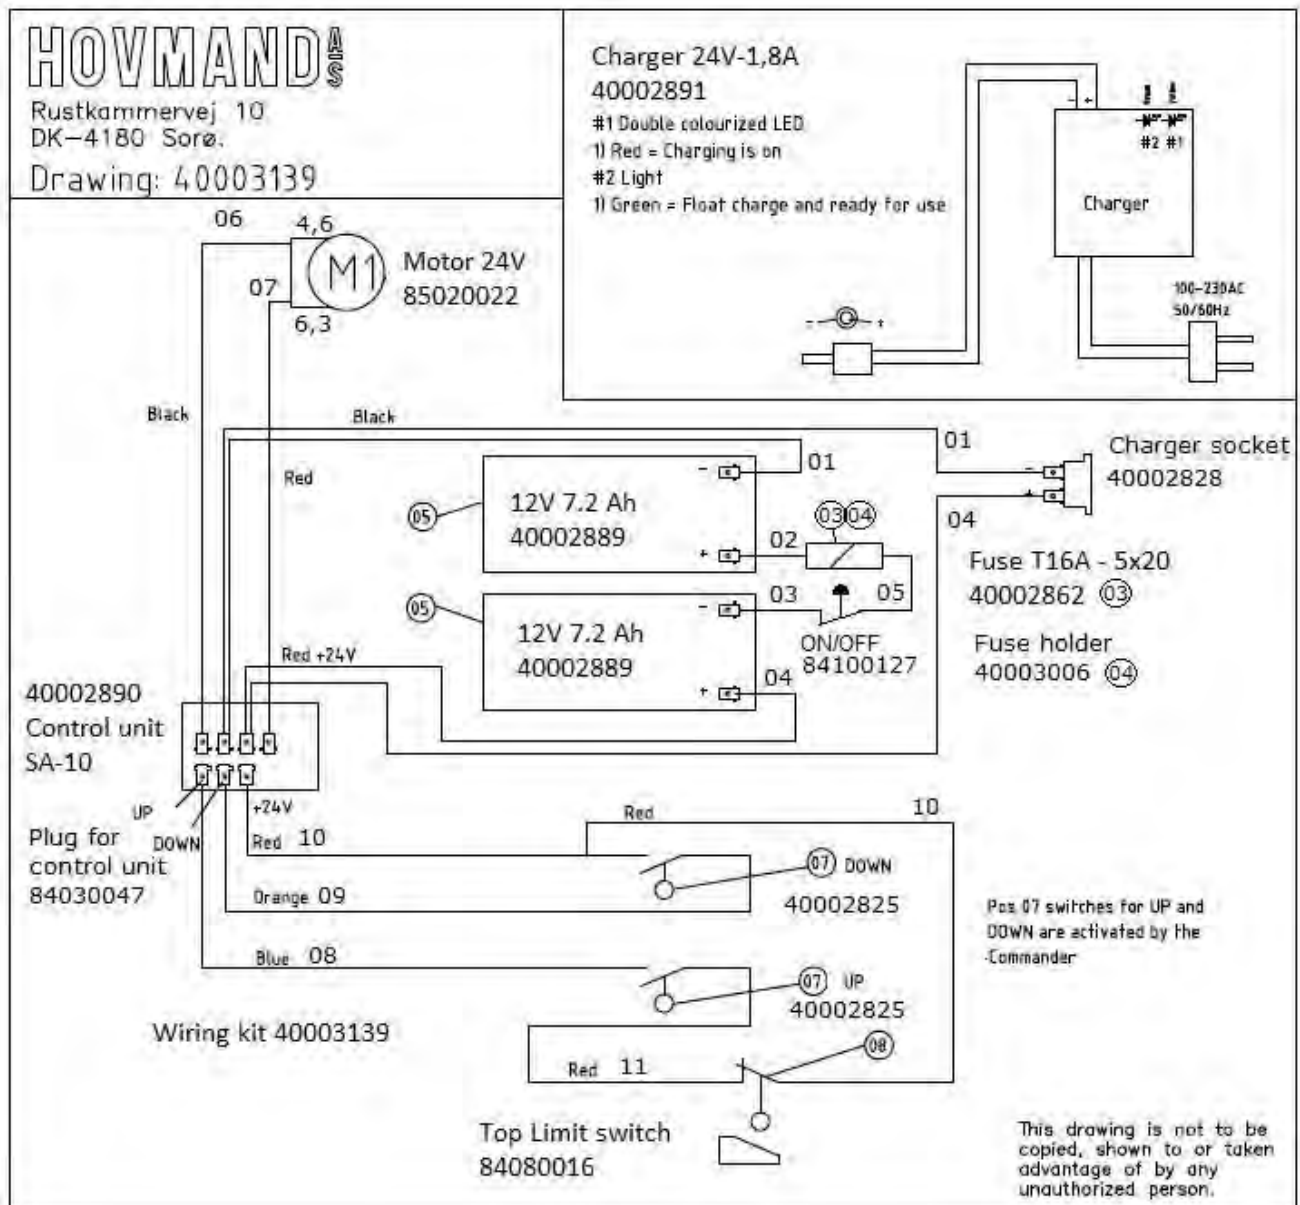 HOVMAND A/S
Rustkammervej 10
DK-4180 Sorø.
Drawing: 40003139
Charger 24V-1,8A
40002891
#1 Double colourized LED
1) Red = Charging is on
#2 Light
1) Green = Float charge and ready for use
- +
#2 #1
Charger
100-230AC
50/60Hz
- +
06
4,6
M1
07
6,3
Motor 24V
85020022
Black
Black
Red
01
01
-
+
04
Charger socket
40002828
05
12V 7.2 Ah
40002889
-
+
02
03 04
05
12V 7.2 Ah
40002889
-
+
03
05
04
ON/OFF
84100127
Fuse T16A - 5x20
40002862 03
Fuse holder
40003006 04
Red +24V
40002890
Control unit
SA-10
UP
DOWN
+24V
Plug for
control unit
84030047
Red 10
Red
10
07 DOWN
40002825
Orange 09
Pos 07 switches for UP and
DOWN are activated by the
Commander
Blue 08
07 UP
40002825
Wiring kit 40003139
08
Red 11
Top Limit switch
84080016
This drawing is not to be
copied, shown to or taken
advantage of by any
unauthorized person.